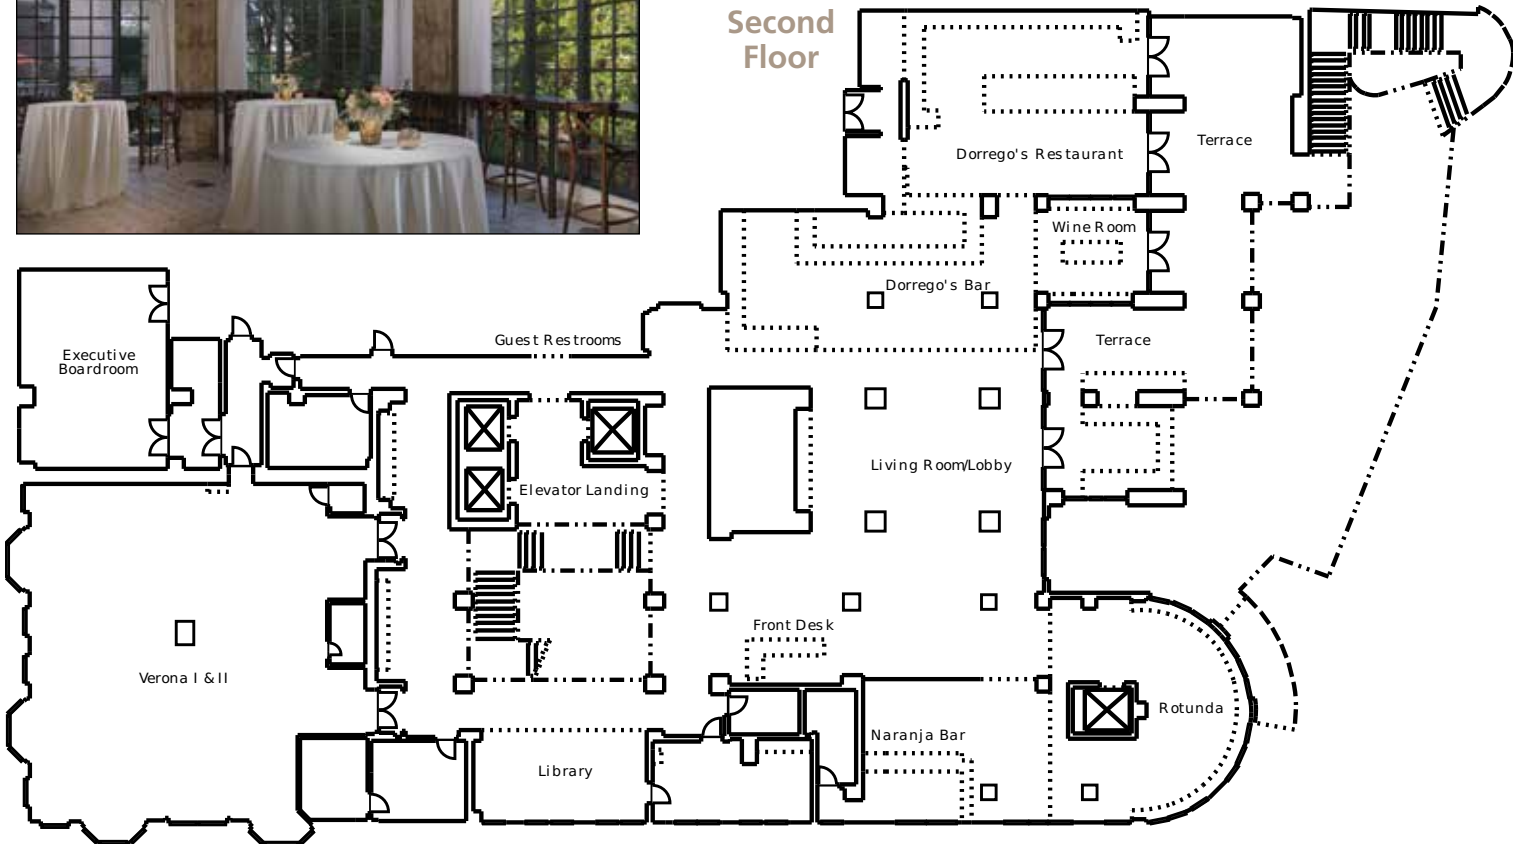 Second
Floor
Dorrego's Restaurant
Terrace
Wine Room
Dorrego's Bar
Guest Restrooms
Terrace
Executive
Boardroom
Living Room/Lobby
Elevator Landing
Front Desk
Verona I & II
Rotunda
Naranja Bar
Library